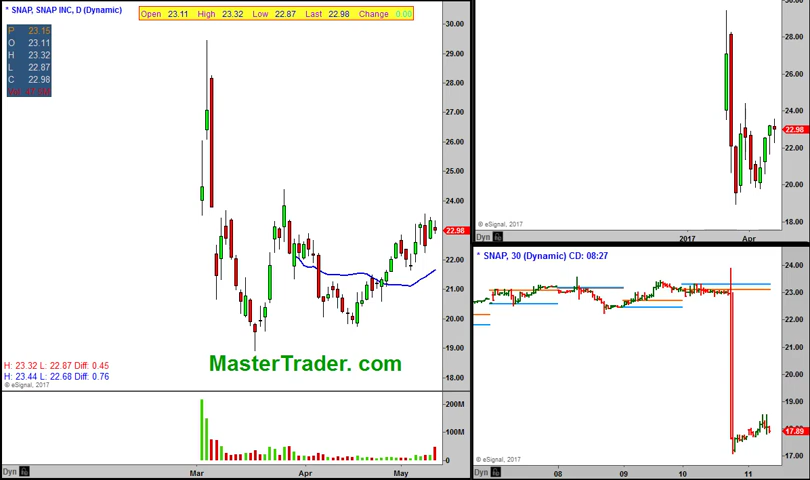 * SNAP, SNAP INC, D (Dynamic)
Open 23.11 High 23.32 Low 22.87 Last 22.98 Change 0.00
P 23.15
O 23.11
H 23.32
L 22.87
C 22.98
30.00
29.00
28.00
27.00
26.00
25.00
24.00
22.98
22.00
21.00
20.00
19.00
18.00
MasterTrader. com
H: 23.32 L: 22.87 Diff: 0.45
H: 23.44 L: 22.68 Diff: 0.76
© eSignal, 2017
200M
100M
0
Dyn
Mar
Apr
May
30.00
28.00
26.00
24.00
22.98
22.00
20.00
18.00
© eSignal, 2017
Dyn
2017
Apr
* SNAP, 30 (Dynamic) CD: 08:27
24.00
23.00
22.00
21.00
20.00
19.00
17.89
17.00
© eSignal, 2017
Dyn
08
09
10
11